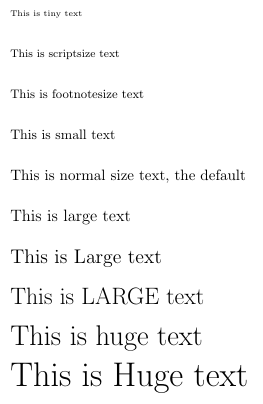 This is tiny text
This is scriptsize text
This is footnotesize text
This is small text
This is normal size text, the default
This is large text
This is Large text
This is LARGE text
This is huge text
This is Huge text